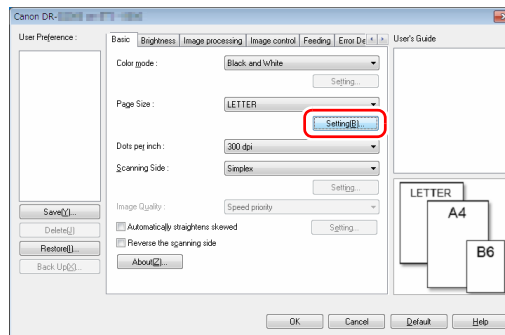 Canon DR-
User Preference :
Save(Y)...
Delete(J)
Restore(I)...
Back Up(X)...
Basic
Brightness
Image processing
Image control
Feeding
Error De
Color mode :
Black and White
Setting...
Page Size :
LETTER
Setting(B)...
Dots per inch :
300 dpi
Scanning Side :
Simplex
Setting...
Image Quality :
Speed priority
Automatically straightens skewed
Setting...
Reverse the scanning side
About(Z)...
User's Guide
LETTER
A4
B6
OK
Cancel
Default
Help